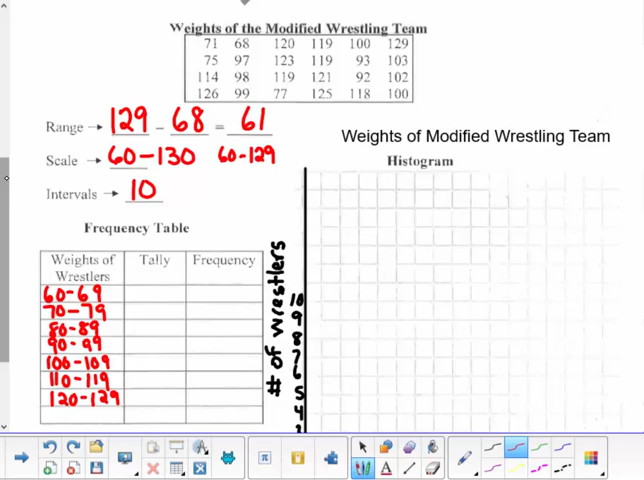 Weights of the Modified Wrestling Team
71 68 120 119 100 129
75 97 123 119 93 103
114 98 119 121 92 102
126 99 77 125 118 100
Range → 129 - 68 = 61
Scale → 60-130 60-129
Intervals → 10
Weights of Modified Wrestling Team
Histogram
Frequency Table
Weights of Wrestlers Tally Frequency
60-69
70-79
80-89
90-99
100-109
110-119
120-129
# of wrestlers
10
9
8
7
6
5
4